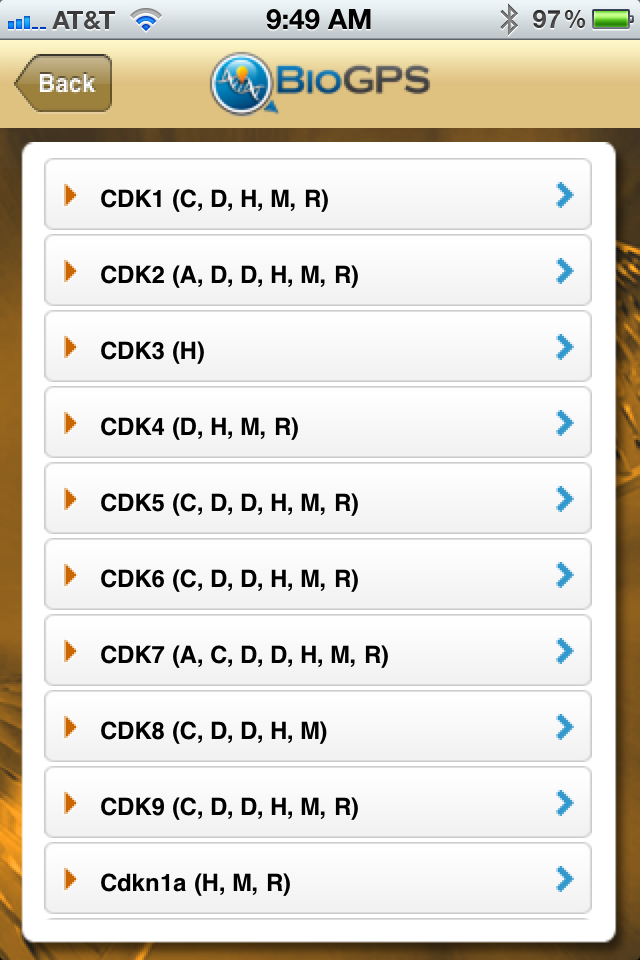 AT&T 9:49 AM 97%
Back BioGPS
CDK1 (C, D, H, M, R)
CDK2 (A, D, D, H, M, R)
CDK3 (H)
CDK4 (D, H, M, R)
CDK5 (C, D, D, H, M, R)
CDK6 (C, D, D, H, M, R)
CDK7 (A, C, D, D, H, M, R)
CDK8 (C, D, D, H, M)
CDK9 (C, D, D, H, M, R)
Cdkn1a (H, M, R)